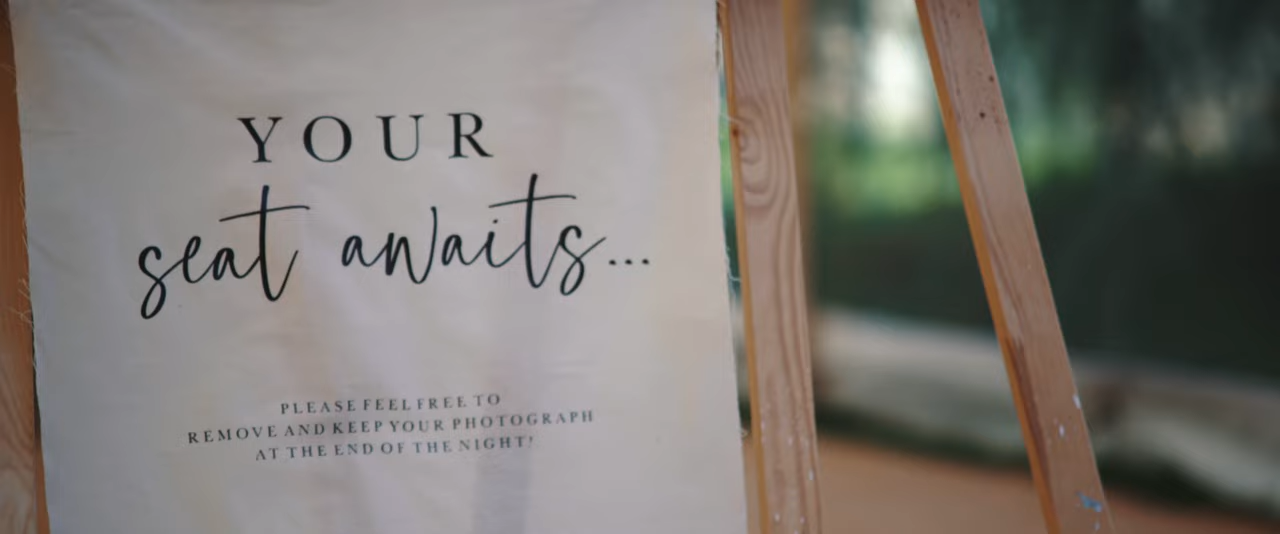 YOUR
seat awaits...
PLEASE FEEL FREE TO
REMOVE AND KEEP YOUR PHOTOGRAPH
AT THE END OF THE NIGHT!